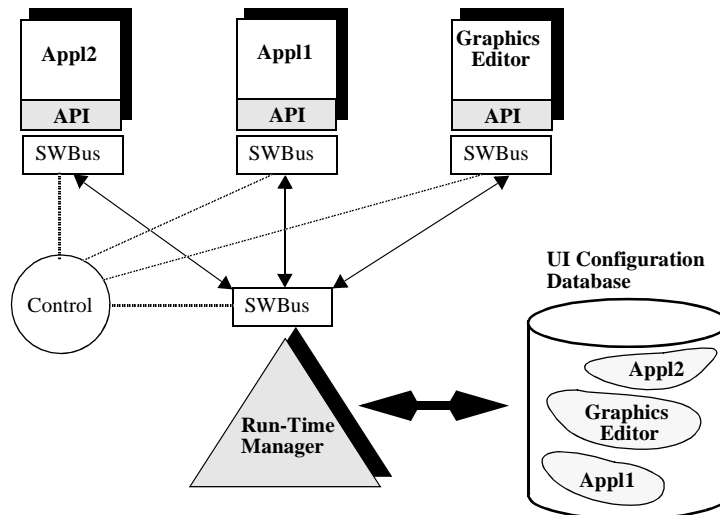 Appl2
API
SWBus
Appl1
API
SWBus
Graphics
Editor
API
SWBus
Control
SWBus
Run-Time
Manager
UI Configuration
Database
Appl2
Graphics
Editor
Appl1